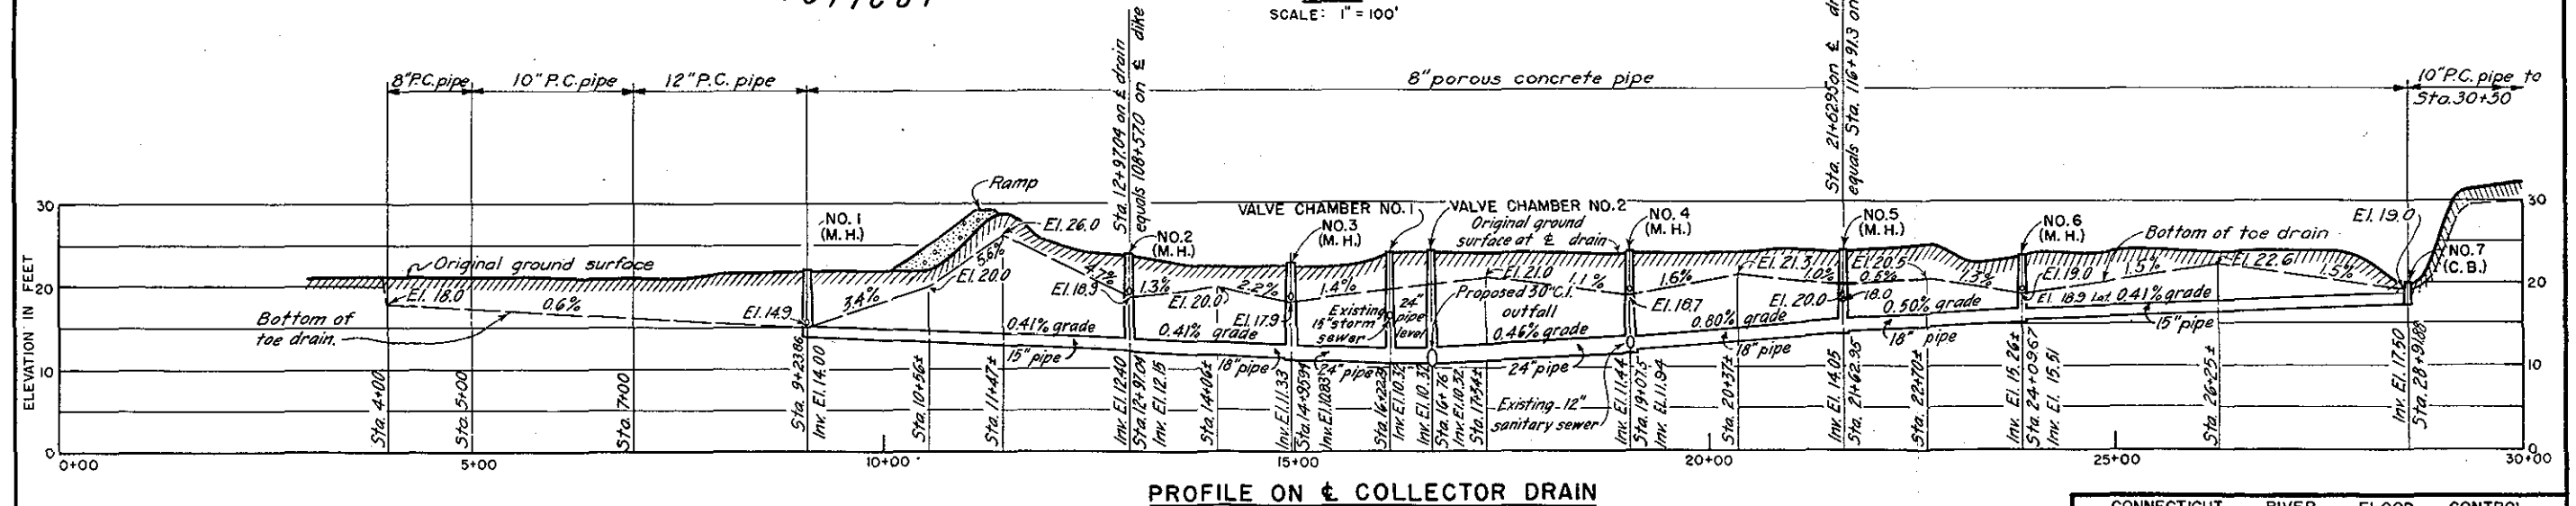 SCALE: 1" = 100'
Sta. 12+97.04 on ℄ drain
equals 108+57.0 on ℄ dike
Sta. 21+62.95 on ℄
equals Sta. 116+91.3 on
8"P.C. pipe
10" P.C. pipe
12" P.C. pipe
8" porous concrete pipe
10" P.C. pipe to
Sta. 30+50
ELEVATION IN FEET
30
20
10
0
Original ground surface
El. 18.0
0.6%
Bottom of
toe drain.
El. 14.9
NO. 1
(M. H.)
3.4%
Ramp
5.6%
El. 20.0
El. 26.0
4.7%
El. 18.9
NO. 2
(M. H.)
1.3%
El. 20.0
2.2%
El. 17.9
NO. 3
(M. H.)
1.4%
VALVE CHAMBER NO. 1
VALVE CHAMBER NO. 2
Existing
15" storm
sewer
24"
pipe
level
Original ground
surface at ℄ drain
El. 21.0
1.1%
Proposed 30" C.I.
outfall
0.46% grade
NO. 4
(M. H.)
El. 18.7
1.6%
El. 21.3
1.0%
El. 20.0
0.80% grade
NO. 5
(M. H.)
El. 20.5
0.5%
18.0
0.50% grade
1.3%
NO. 6
(M. H.)
El. 19.0
El. 18.9 Lat.
0.41% grade
Bottom of toe drain
1.5%
El. 22.6
1.5%
El. 19.0
NO. 7
(C. B.)
30
20
10
0
0.41% grade
15" pipe
0.41% grade
18" pipe
24" pipe
24" pipe
Existing 12"
sanitary sewer
18" pipe
18" pipe
15" pipe
Sta. 4+00
Sta. 5+00
Sta. 7+00
Sta. 9+23.86
Inv. El. 14.00
Sta. 10+56±
Sta. 11+47±
Inv. El. 12.40
Sta. 12+97.04
Inv. El. 12.15
Sta. 14+06±
Inv. El. 11.33
Inv. El. 10.83
Inv. El. 10.32
Inv. El. 10.32
Sta. 16+76
Inv. El. 10.32
Sta. 17+54±
Inv. El. 11.44
Sta. 19+07.5
Inv. El. 11.94
Sta. 20+37±
Inv. El. 14.05
Sta. 21+62.95
Sta. 22+70±
Inv. El. 15.26±
Sta. 24+09.67
Inv. El. 15.51
Sta. 26+25±
Inv. El. 17.50
Sta. 28+91.88
0+00
5+00
10+00
15+00
20+00
25+00
30+00
PROFILE ON ℄ COLLECTOR DRAIN
CONNECTICUT RIVER FLOOD CONTROL